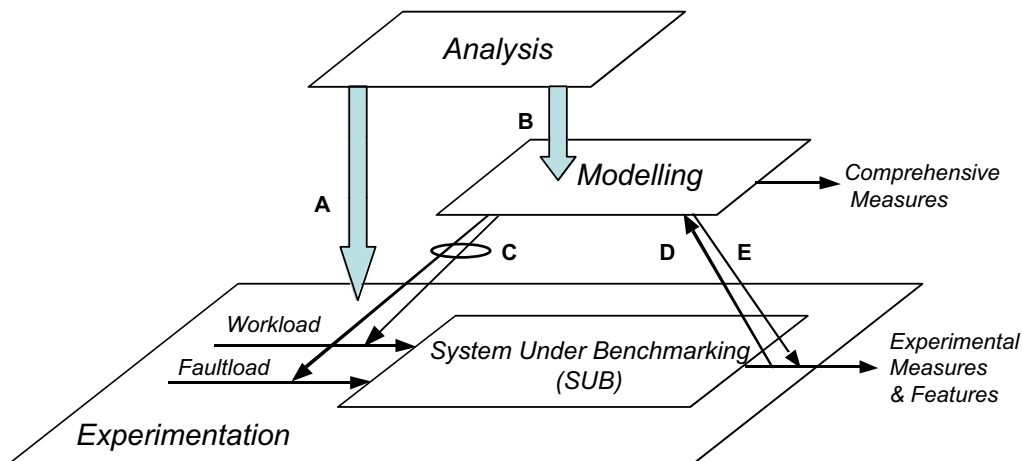 Analysis
B
Modelling
Comprehensive
Measures
A
C
D
E
Workload
Faultload
System Under Benchmarking
(SUB)
Experimental
Measures
& Features
Experimentation